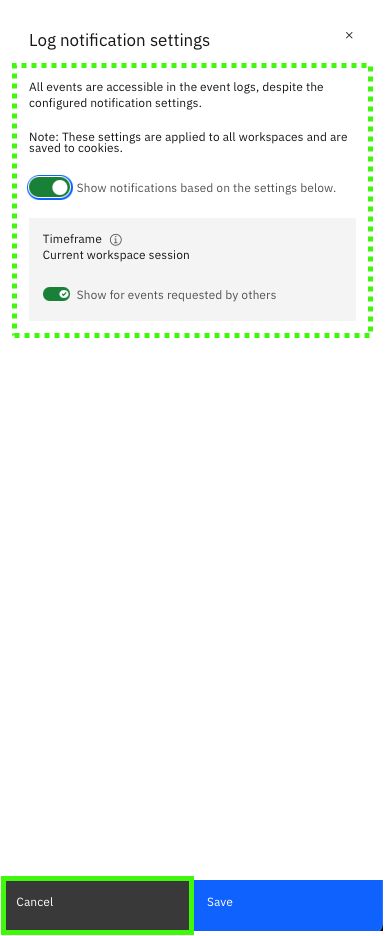 Log notification settings
All events are accessible in the event logs, despite the
configured notification settings.
Note: These settings are applied to all workspaces and are
saved to cookies.
Show notifications based on the settings below.
Timeframe
Current workspace session
Show for events requested by others
Cancel
Save